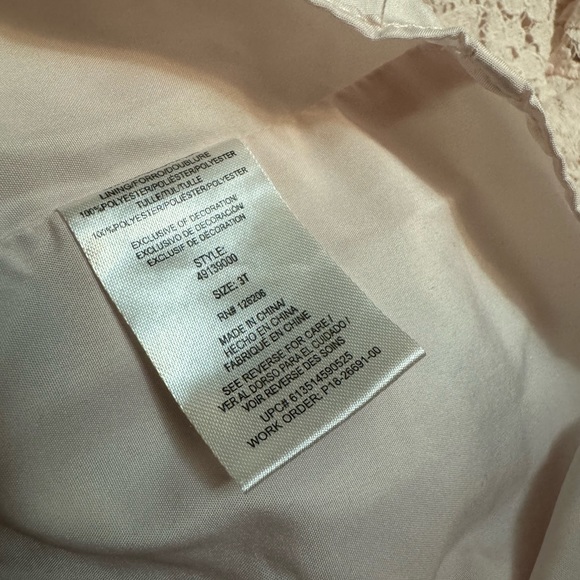 LINING/FORRO/DOUBLURE
100%POLYESTER/POLIÉSTER/POLYESTER
TULLE/TUL/TULLE
100%POLYESTER/POLIÉSTER/POLYESTER
EXCLUSIVE OF DECORATION/
EXCLUSIVO DE DECORACIÓN/
EXCLUSIF DE DÉCORATION
STYLE:
49139000
SIZE: 3T
RN# 126206
MADE IN CHINA/
HECHO EN CHINA/
FABRIQUÉ EN CHINE
SEE REVERSE FOR CARE /
VER AL DORSO PARA EL CUIDADO /
VOIR REVERSE DES SOINS
UPC# 613514590525
WORK ORDER: P18-26691-00